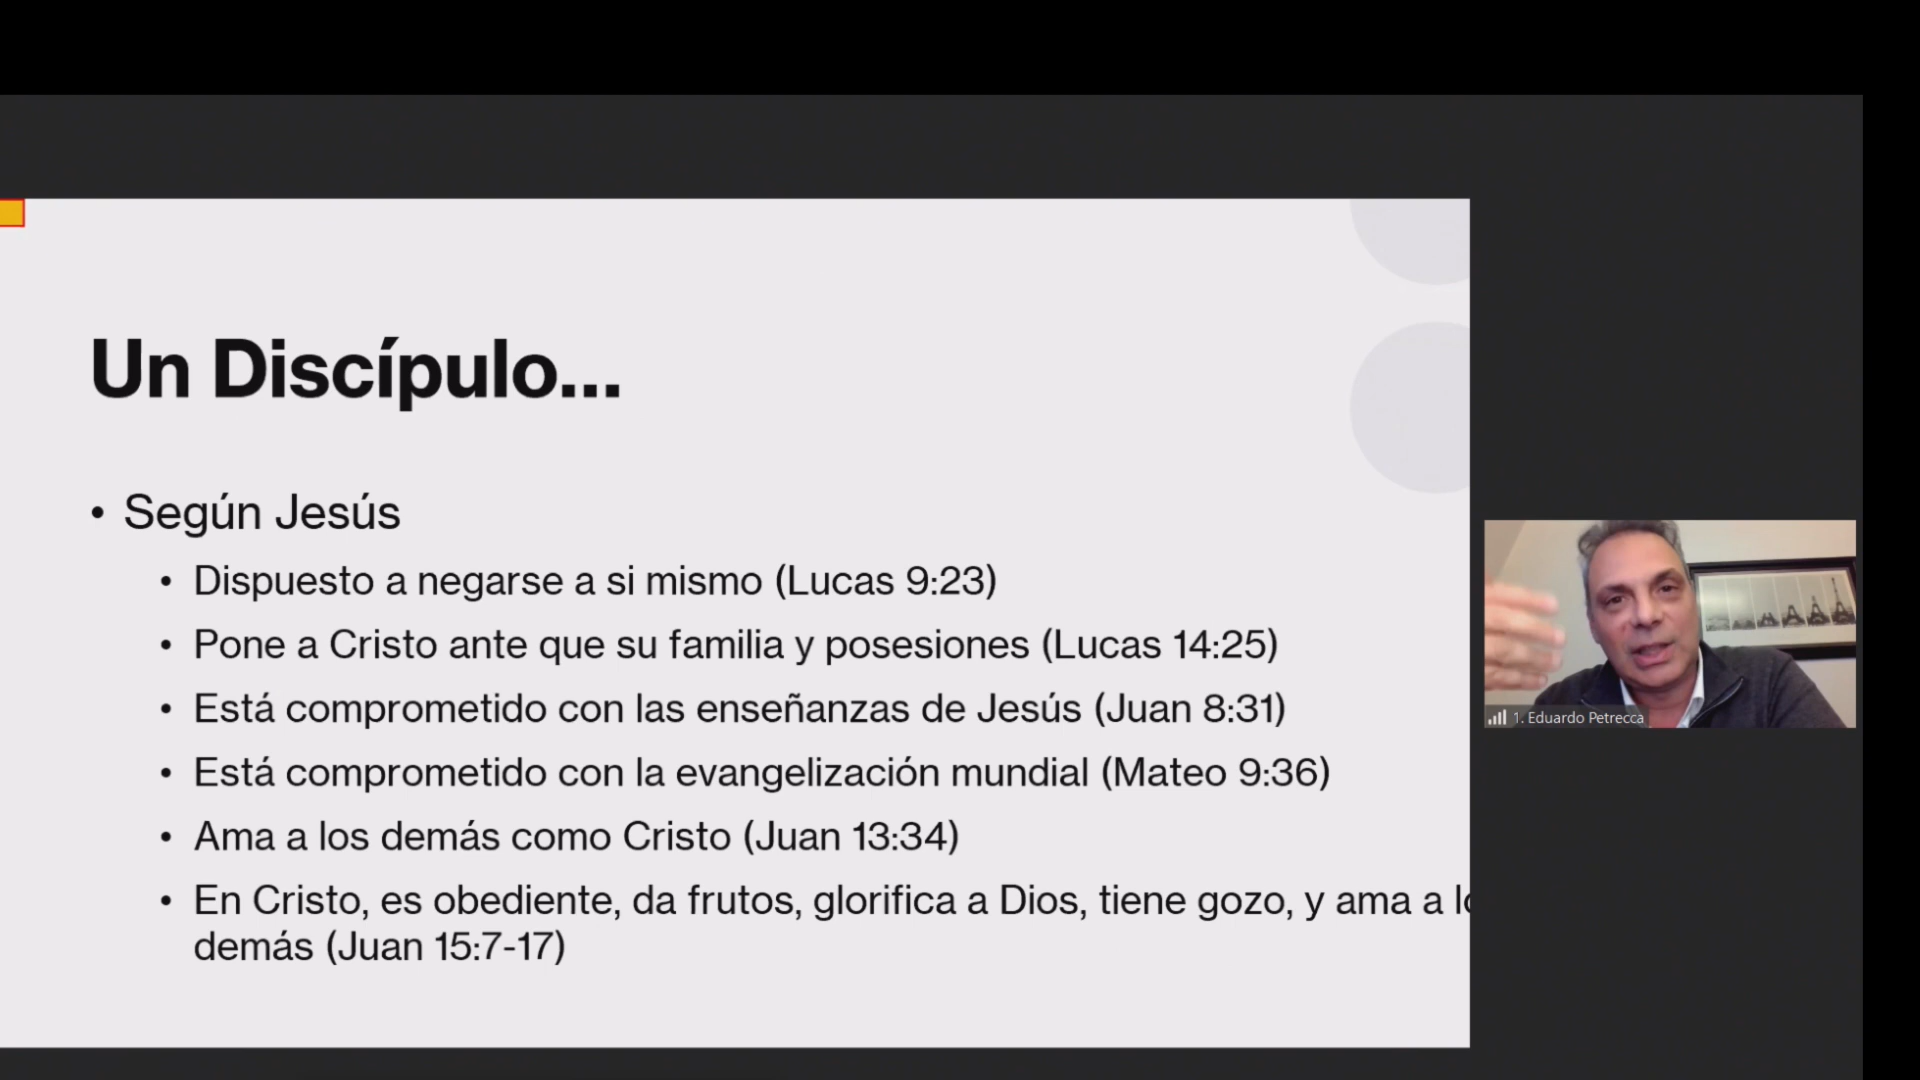 Un Discípulo...
• Según Jesús
• Dispuesto a negarse a si mismo (Lucas 9:23)
• Pone a Cristo ante que su familia y posesiones (Lucas 14:25)
• Está comprometido con las enseñanzas de Jesús (Juan 8:31)
• Está comprometido con la evangelización mundial (Mateo 9:36)
• Ama a los demás como Cristo (Juan 13:34)
• En Cristo, es obediente, da frutos, glorifica a Dios, tiene gozo, y ama a
demás (Juan 15:7-17)
1. Eduardo Petrecca